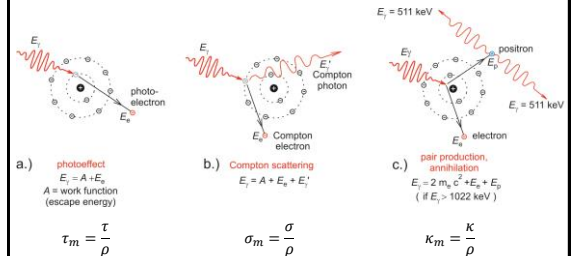 E_γ
photo-
electron
E_e
a.)
photoeffect
E_γ = A+E_e
A = work function
(escape energy)
τ_m = τ/ρ
E_γ
E_γ'
Compton
photon
E_e
Compton
electron
b.)
Compton scattering
E_γ = A + E_e + E_γ'
σ_m = σ/ρ
E_γ = 511 keV
positron
E_γ
E_p
E_γ = 511 keV
E_e
electron
c.)
pair production,
annihilation
E_γ = 2 m_e c² + E_e + E_p
( if E_γ > 1022 keV )
κ_m = κ/ρ